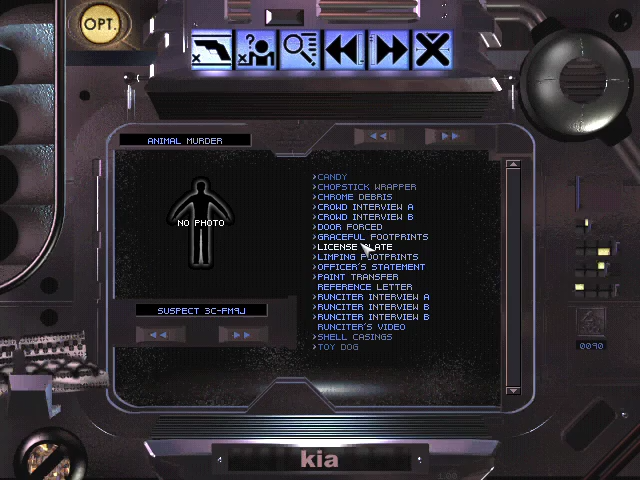 OPT.
?
x
x
ANIMAL MURDER
NO PHOTO
SUSPECT 3C-FM9J
>CANDY
>CHOPSTICK WRAPPER
>CHROME DEBRIS
>CROWD INTERVIEW A
>CROWD INTERVIEW B
>DOOR FORCED
>GRACEFUL FOOTPRINTS
>LICENSE PLATE
>LIMPING FOOTPRINTS
>OFFICER'S STATEMENT
>PAINT TRANSFER
REFERENCE LETTER
>RUNCITER INTERVIEW A
>RUNCITER INTERVIEW B
>RUNCITER INTERVIEW B
RUNCITER'S VIDEO
>SHELL CASINGS
>TOY DOG
0090
kia